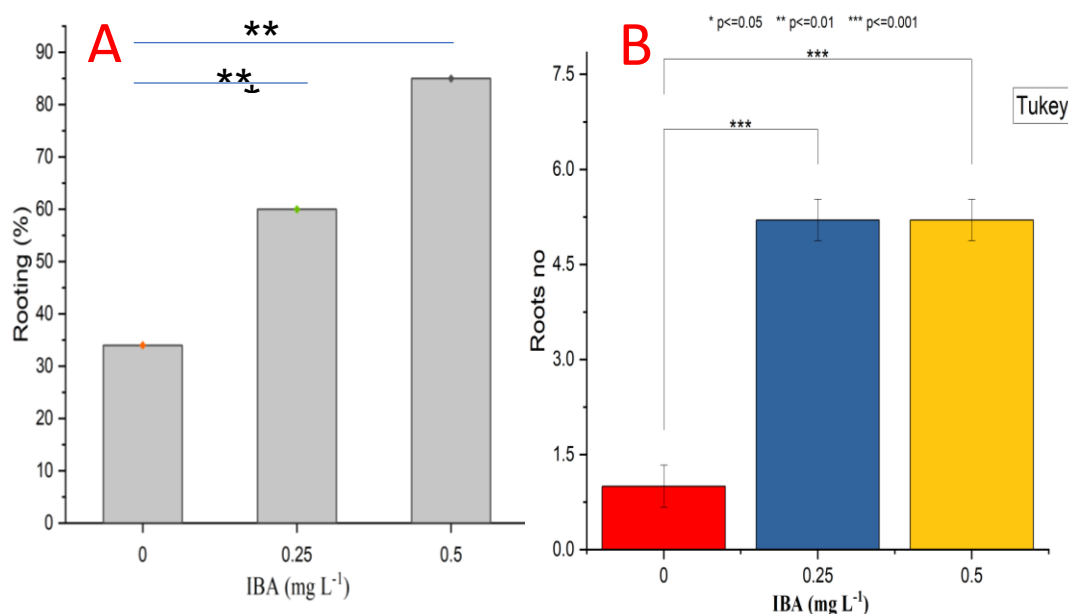 A
**
**
*
90
80
70
60
50
40
30
20
10
0
Rooting (%)
0 0.25 0.5
IBA (mg L⁻¹)
B
* p<=0.05 ** p<=0.01 *** p<=0.001
Tukey
***
***
7.5
6.0
4.5
3.0
1.5
0.0
Roots no
0 0.25 0.5
IBA (mg L⁻¹)